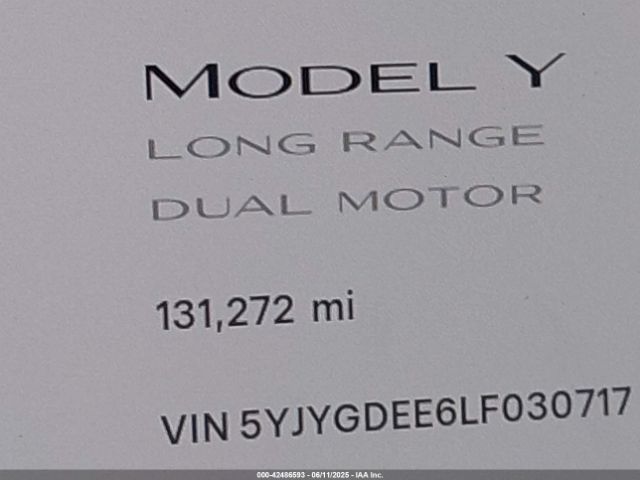 MODEL Y
LONG RANGE
DUAL MOTOR
131,272 mi
VIN 5YJYGDEE6LF030717
000-42486593 - 06/11/2025 - IAA Inc.